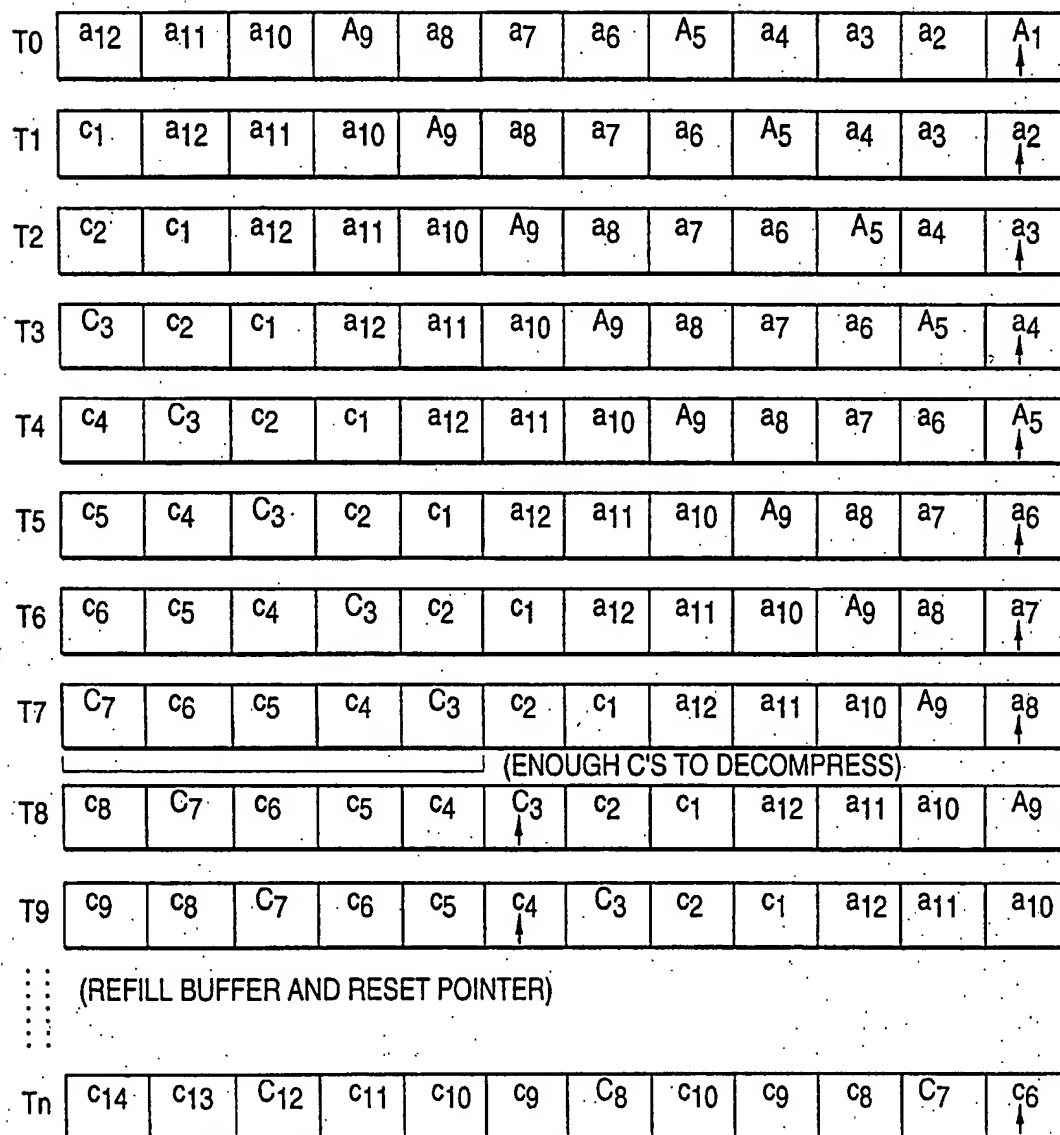 T0 a12 a11 a10 A9 a8 a7 a6 A5 a4 a3 a2 A1
T1 c1 a12 a11 a10 A9 a8 a7 a6 A5 a4 a3 a2
T2 c2 c1 a12 a11 a10 A9 a8 a7 a6 A5 a4 a3
T3 C3 c2 c1 a12 a11 a10 A9 a8 a7 a6 A5 a4
T4 c4 C3 c2 c1 a12 a11 a10 A9 a8 a7 a6 A5
T5 c5 c4 C3 c2 c1 a12 a11 a10 A9 a8 a7 a6
T6 c6 c5 c4 C3 c2 c1 a12 a11 a10 A9 a8 a7
T7 C7 c6 c5 c4 C3 c2 c1 a12 a11 a10 A9 a8
(ENOUGH C'S TO DECOMPRESS)
T8 c8 C7 c6 c5 c4 C3 c2 c1 a12 a11 a10 A9
T9 c9 c8 C7 c6 c5 c4 C3 c2 c1 a12 a11 a10
(REFILL BUFFER AND RESET POINTER)
Tn c14 c13 C12 c11 c10 c9 C8 c10 c9 c8 C7 c6